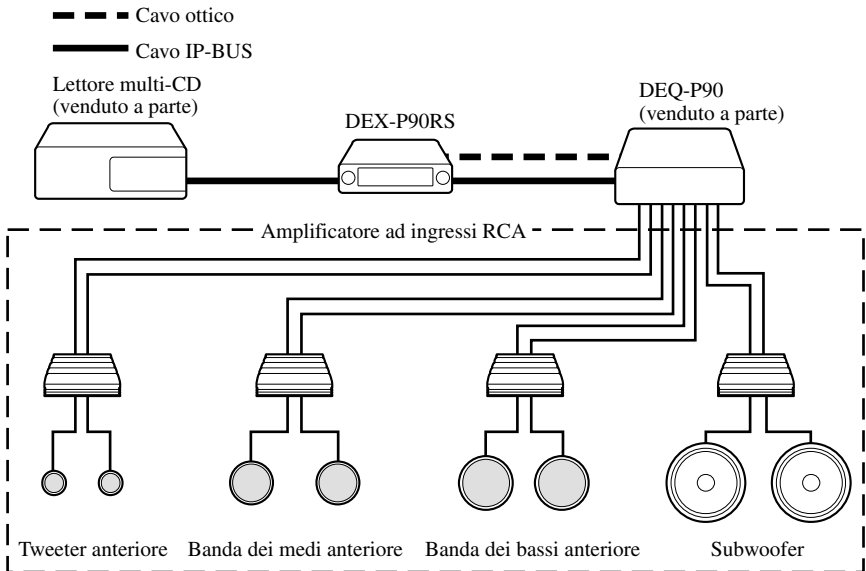 Cavo ottico
Cavo IP-BUS
Lettore multi-CD
(venduto a parte)
DEX-P90RS
DEQ-P90
(venduto a parte)
Amplificatore ad ingressi RCA
Tweeter anteriore
Banda dei medi anteriore
Banda dei bassi anteriore
Subwoofer